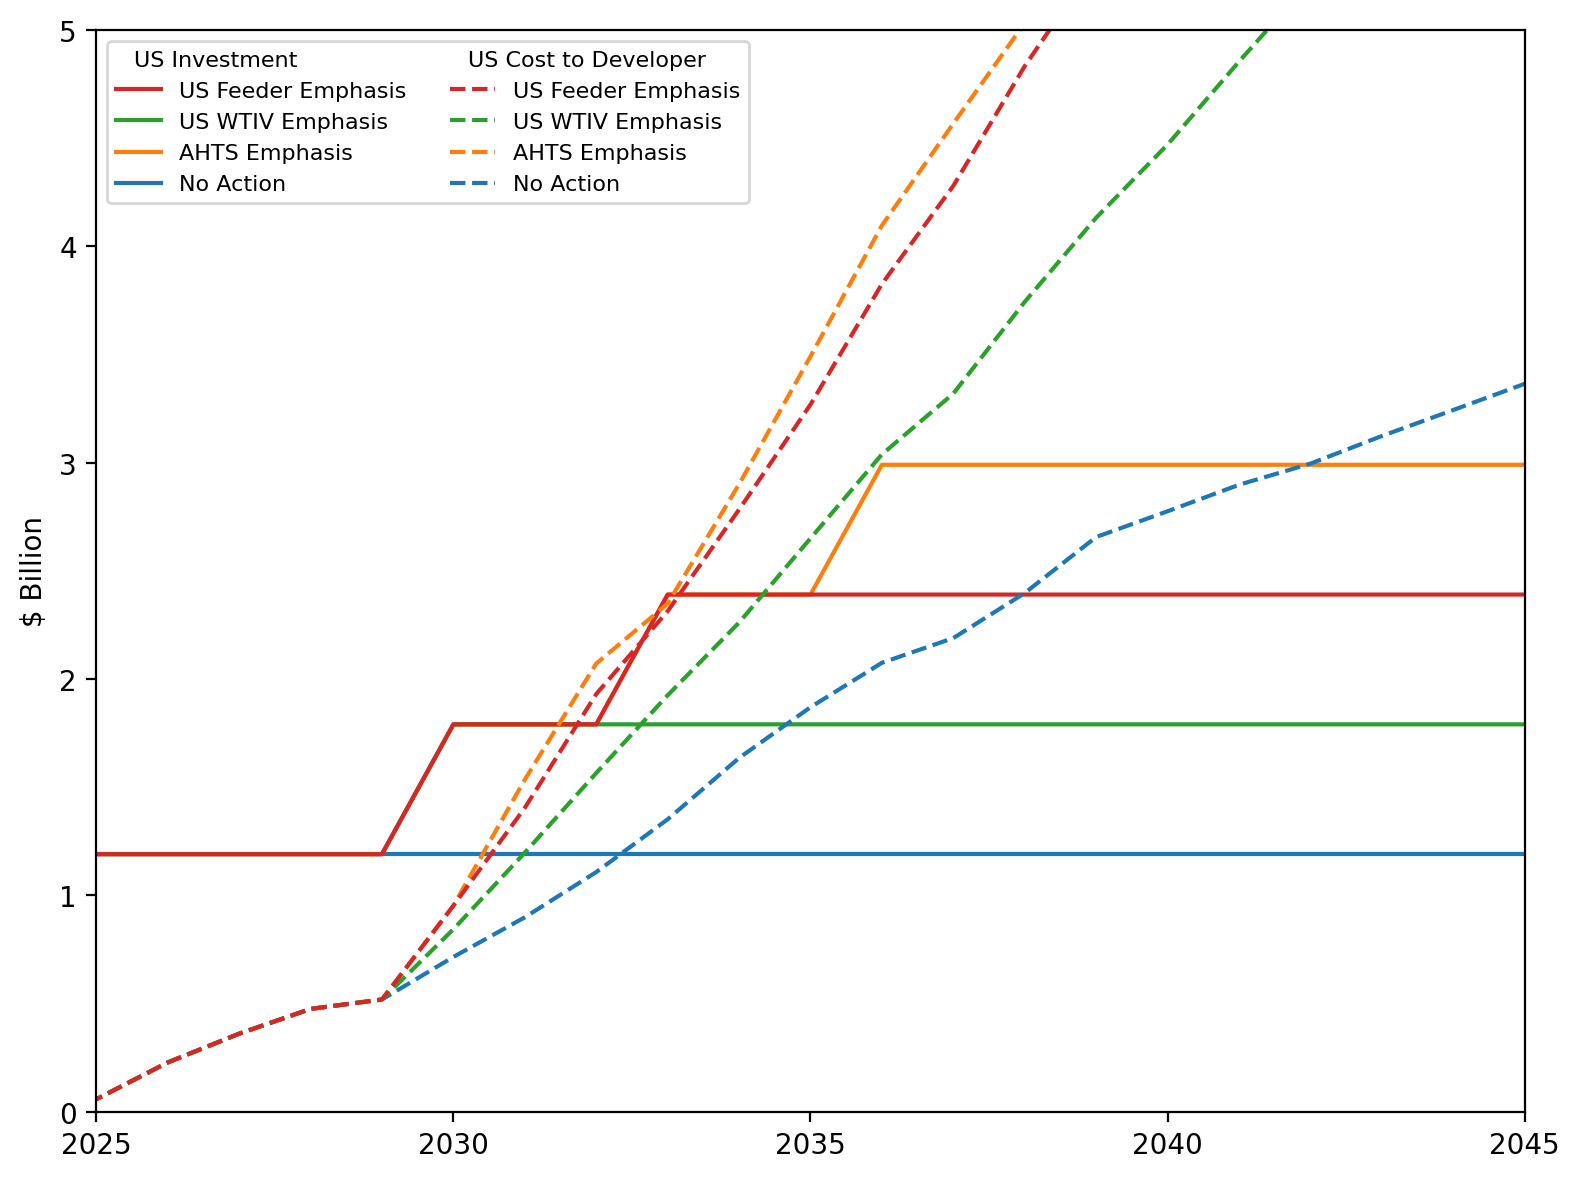 US Investment
US Feeder Emphasis
US WTIV Emphasis
AHTS Emphasis
No Action
US Cost to Developer
US Feeder Emphasis
US WTIV Emphasis
AHTS Emphasis
No Action
$ Billion
5
4
3
2
1
0
2025
2030
2035
2040
2045